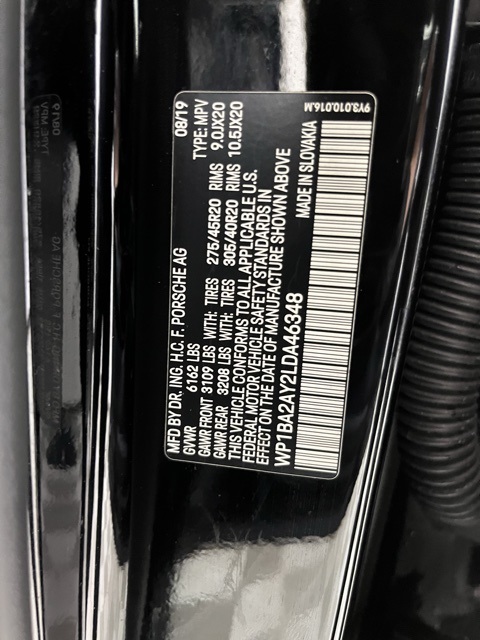 MFD BY DR. ING. H.C. F. PORSCHE AG 08/19
GVWR 6162 LBS TYPE: MPV
GAWR FRONT 3109 LBS WITH: TIRES 275/45R20 RIMS 9.0JX20
GAWR REAR 3208 LBS WITH: TIRES 305/40R20 RIMS 10.5JX20
THIS VEHICLE CONFORMS TO ALL APPLICABLE U.S.
FEDERAL MOTOR VEHICLE SAFETY STANDARDS IN
EFFECT ON THE DATE OF MANUFACTURE SHOWN ABOVE
WP1BA2AY2LDA46348 MADE IN SLOVAKIA
9Y3.010.016.M